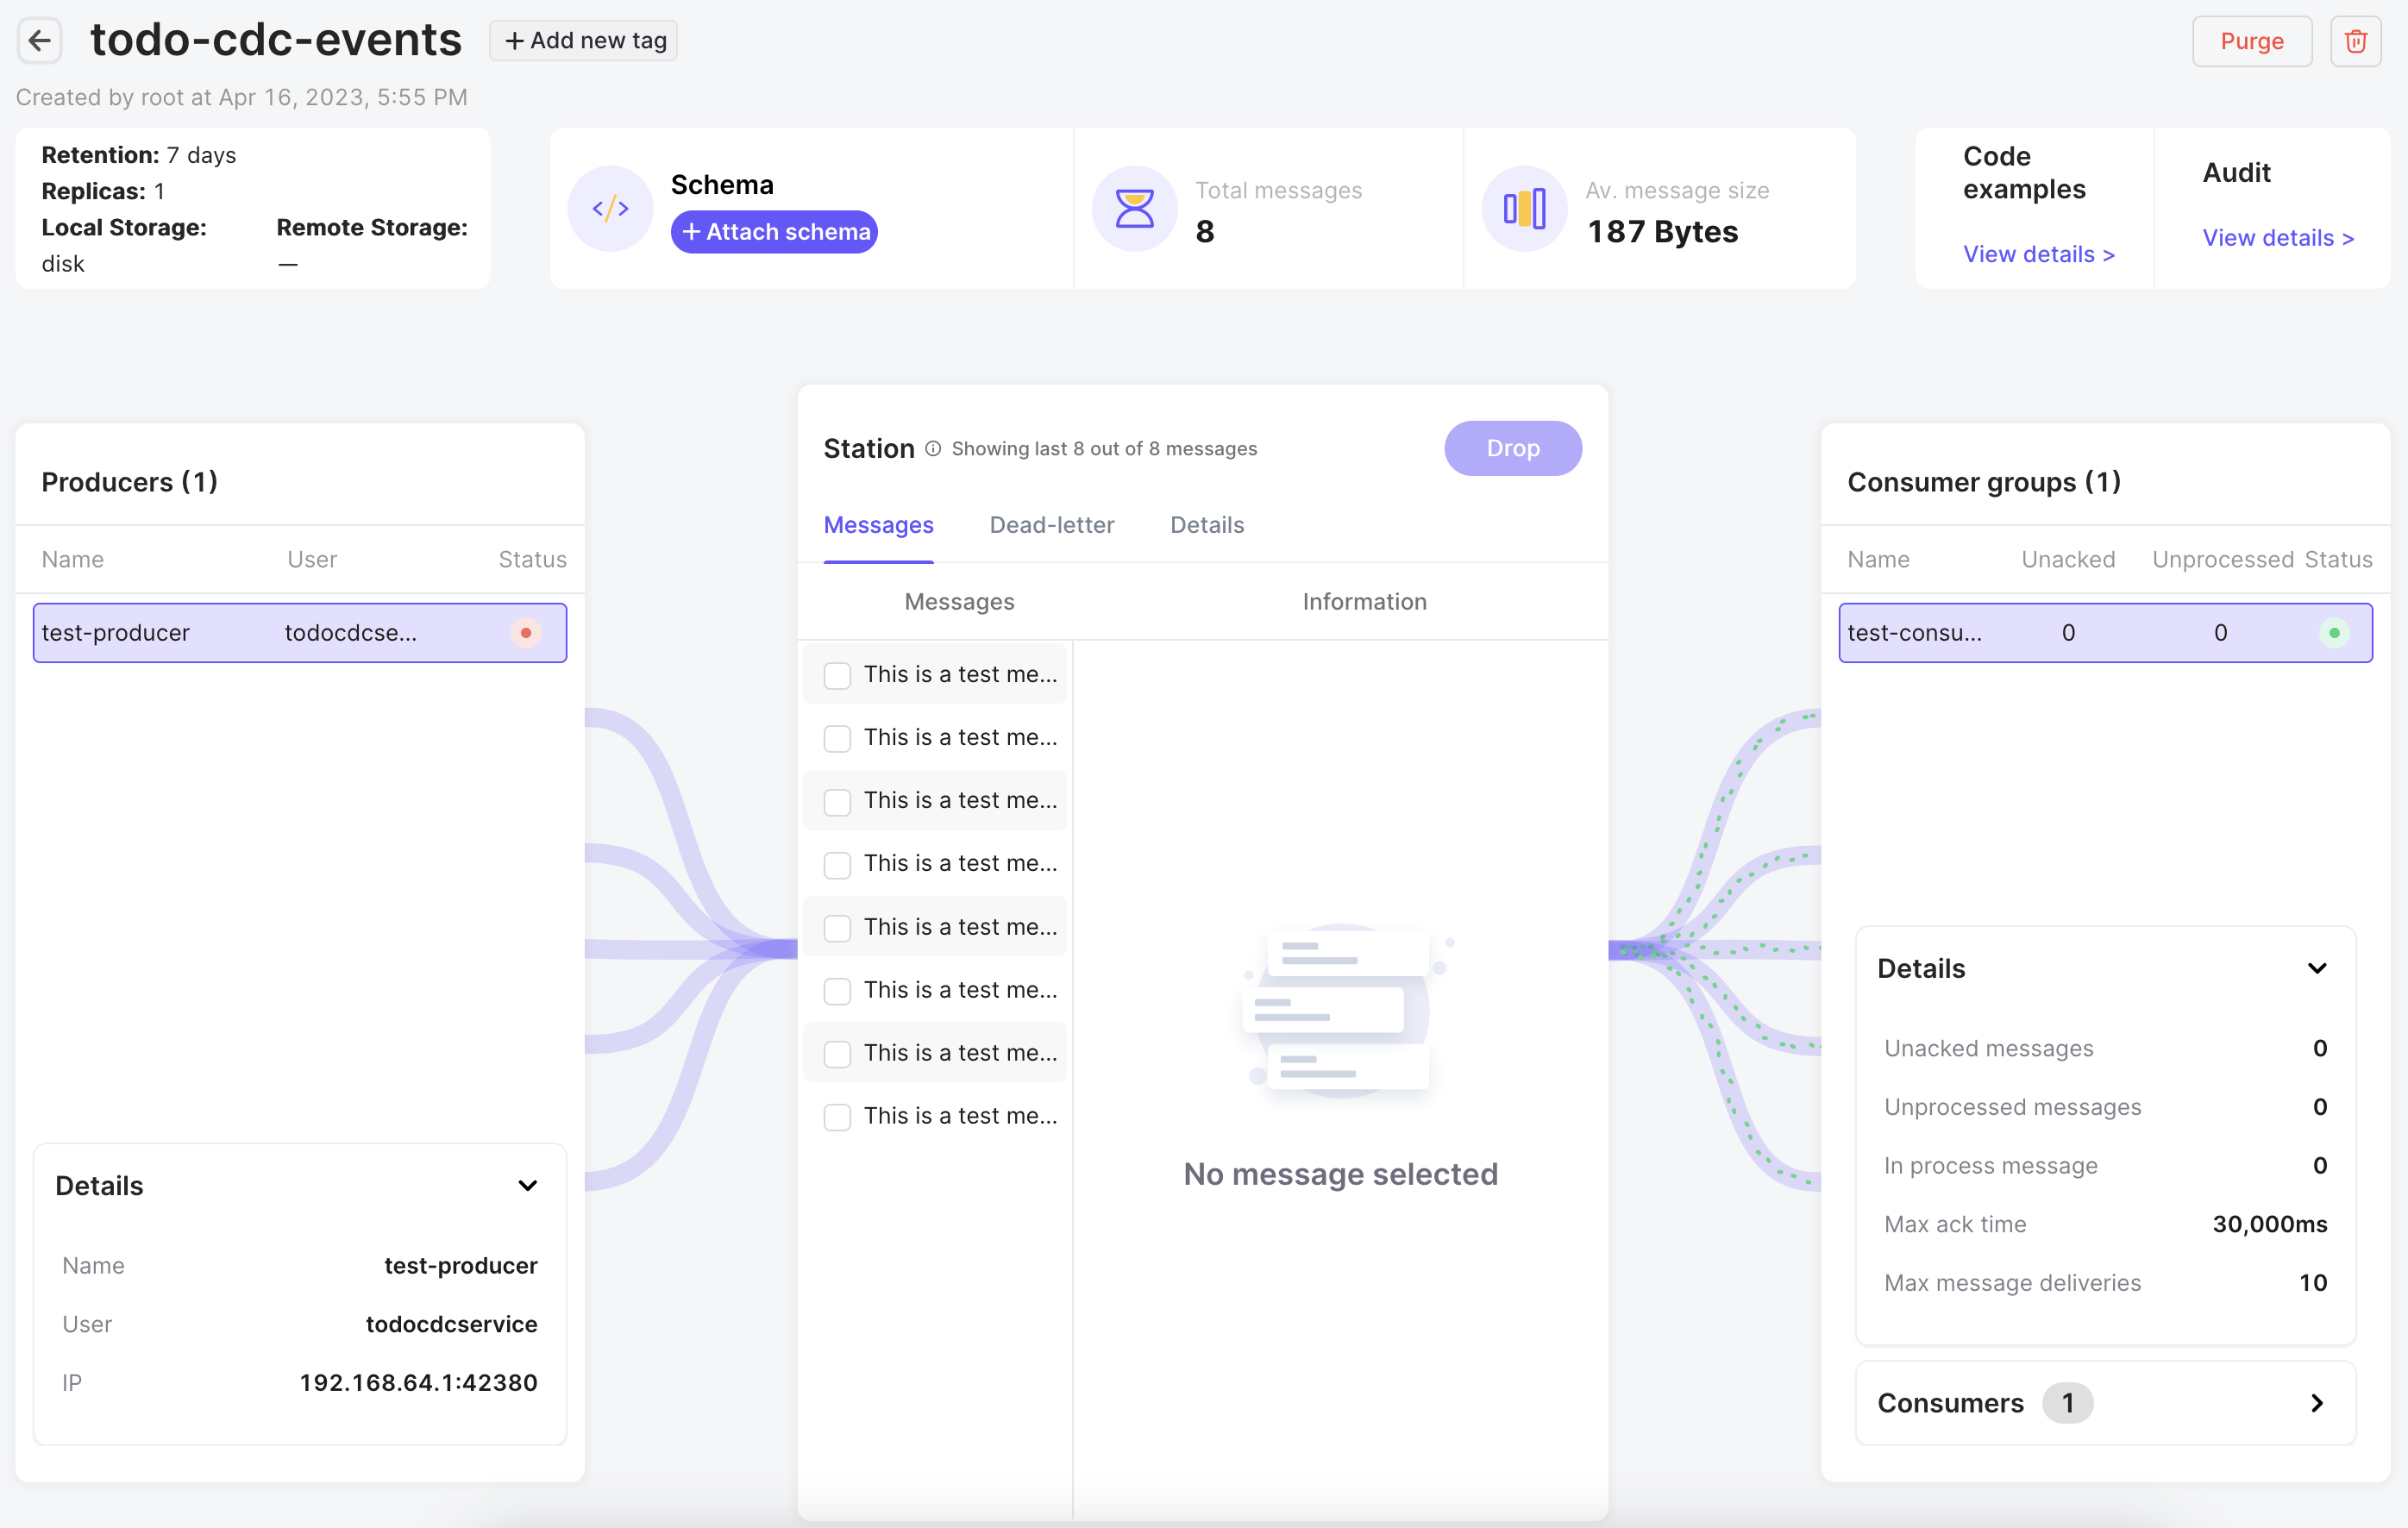 todo-cdc-events
+ Add new tag
Purge
Created by root at Apr 16, 2023, 5:55 PM
Retention: 7 days
Replicas: 1
Local Storage:
disk
Remote Storage:
—
</>
Schema
+ Attach schema
Total messages
8
Av. message size
187 Bytes
Code
examples
View details >
Audit
View details >
Producers (1)
Name User Status
test-producer todocdcse...
Details
Name test-producer
User todocdcservice
IP 192.168.64.1:42380
Station Showing last 8 out of 8 messages
Drop
Messages Dead-letter Details
Messages Information
This is a test me...
This is a test me...
This is a test me...
This is a test me...
This is a test me...
This is a test me...
This is a test me...
This is a test me...
No message selected
Consumer groups (1)
Name Unacked Unprocessed Status
test-consu... 0 0
Details
Unacked messages 0
Unprocessed messages 0
In process message 0
Max ack time 30,000ms
Max message deliveries 10
Consumers 1